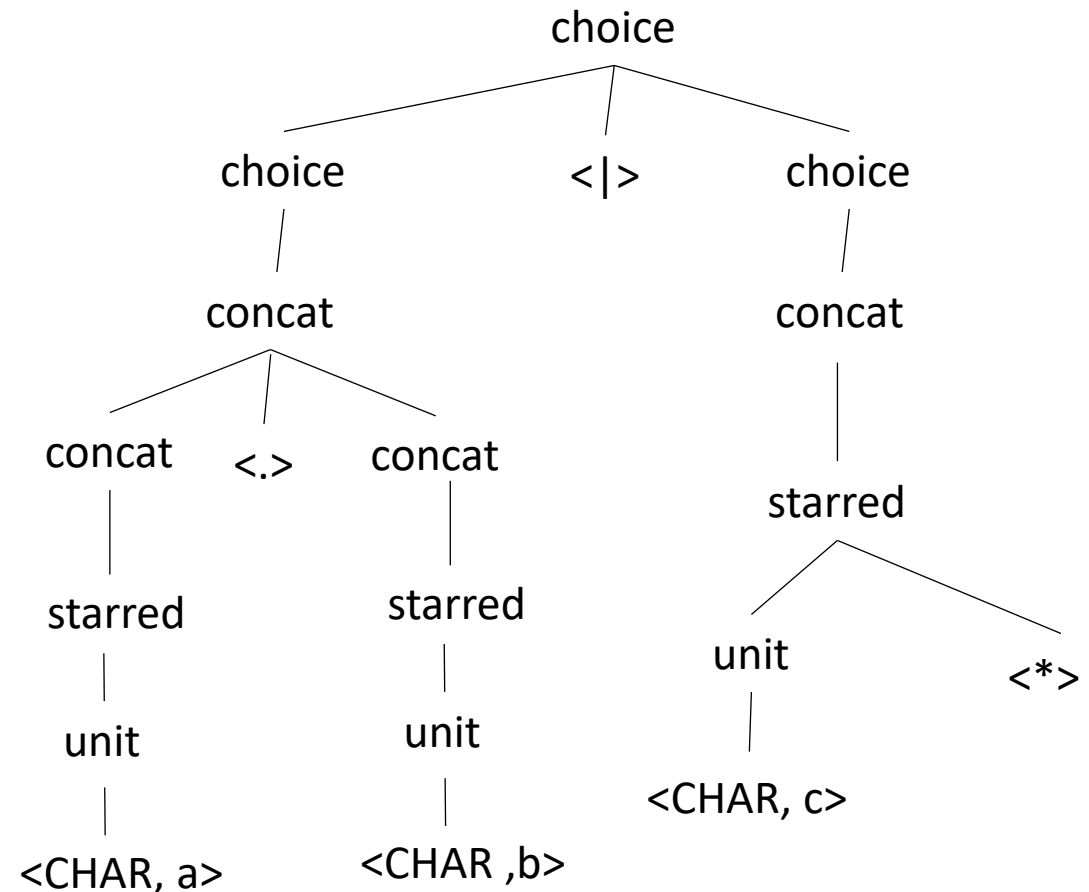 choice
choice <|> choice
concat concat
concat <.> concat
starred
starred starred
unit <*>
unit unit
<CHAR, c>
<CHAR, a> <CHAR ,b>